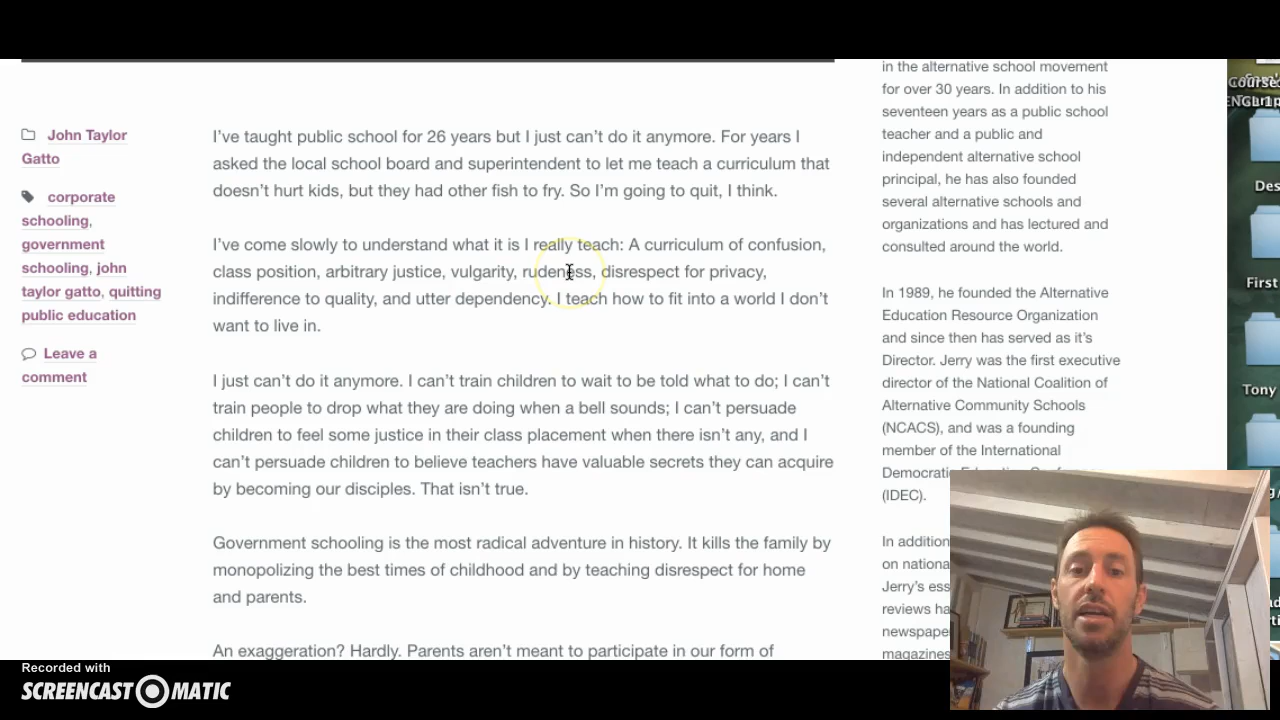 John Taylor
Gatto
corporate
schooling,
government
schooling, john
taylor gatto, quitting
public education
Leave a
comment
I’ve taught public school for 26 years but I just can’t do it anymore. For years I
asked the local school board and superintendent to let me teach a curriculum that
doesn’t hurt kids, but they had other fish to fry. So I’m going to quit, I think.
I’ve come slowly to understand what it is I really teach: A curriculum of confusion,
class position, arbitrary justice, vulgarity, rudeness, disrespect for privacy,
indifference to quality, and utter dependency. I teach how to fit into a world I don’t
want to live in.
I just can’t do it anymore. I can’t train children to wait to be told what to do; I can’t
train people to drop what they are doing when a bell sounds; I can’t persuade
children to feel some justice in their class placement when there isn’t any, and I
can’t persuade children to believe teachers have valuable secrets they can acquire
by becoming our disciples. That isn’t true.
Government schooling is the most radical adventure in history. It kills the family by
monopolizing the best times of childhood and by teaching disrespect for home
and parents.
An exaggeration? Hardly. Parents aren’t meant to participate in our form of
in the alternative school movement
for over 30 years. In addition to his
seventeen years as a public school
teacher and a public and
independent alternative school
principal, he has also founded
several alternative schools and
organizations and has lectured and
consulted around the world.
In 1989, he founded the Alternative
Education Resource Organization
and since then has served as it’s
Director. Jerry was the first executive
director of the National Coalition of
Alternative Community Schools
(NCACS), and was a founding
member of the International
Democratic
(IDEC).
In addition
on nationa
Jerry’s ess
reviews ha
newspape
magazines
Course
Des
First
Tony
Recorded with
SCREENCAST MATIC